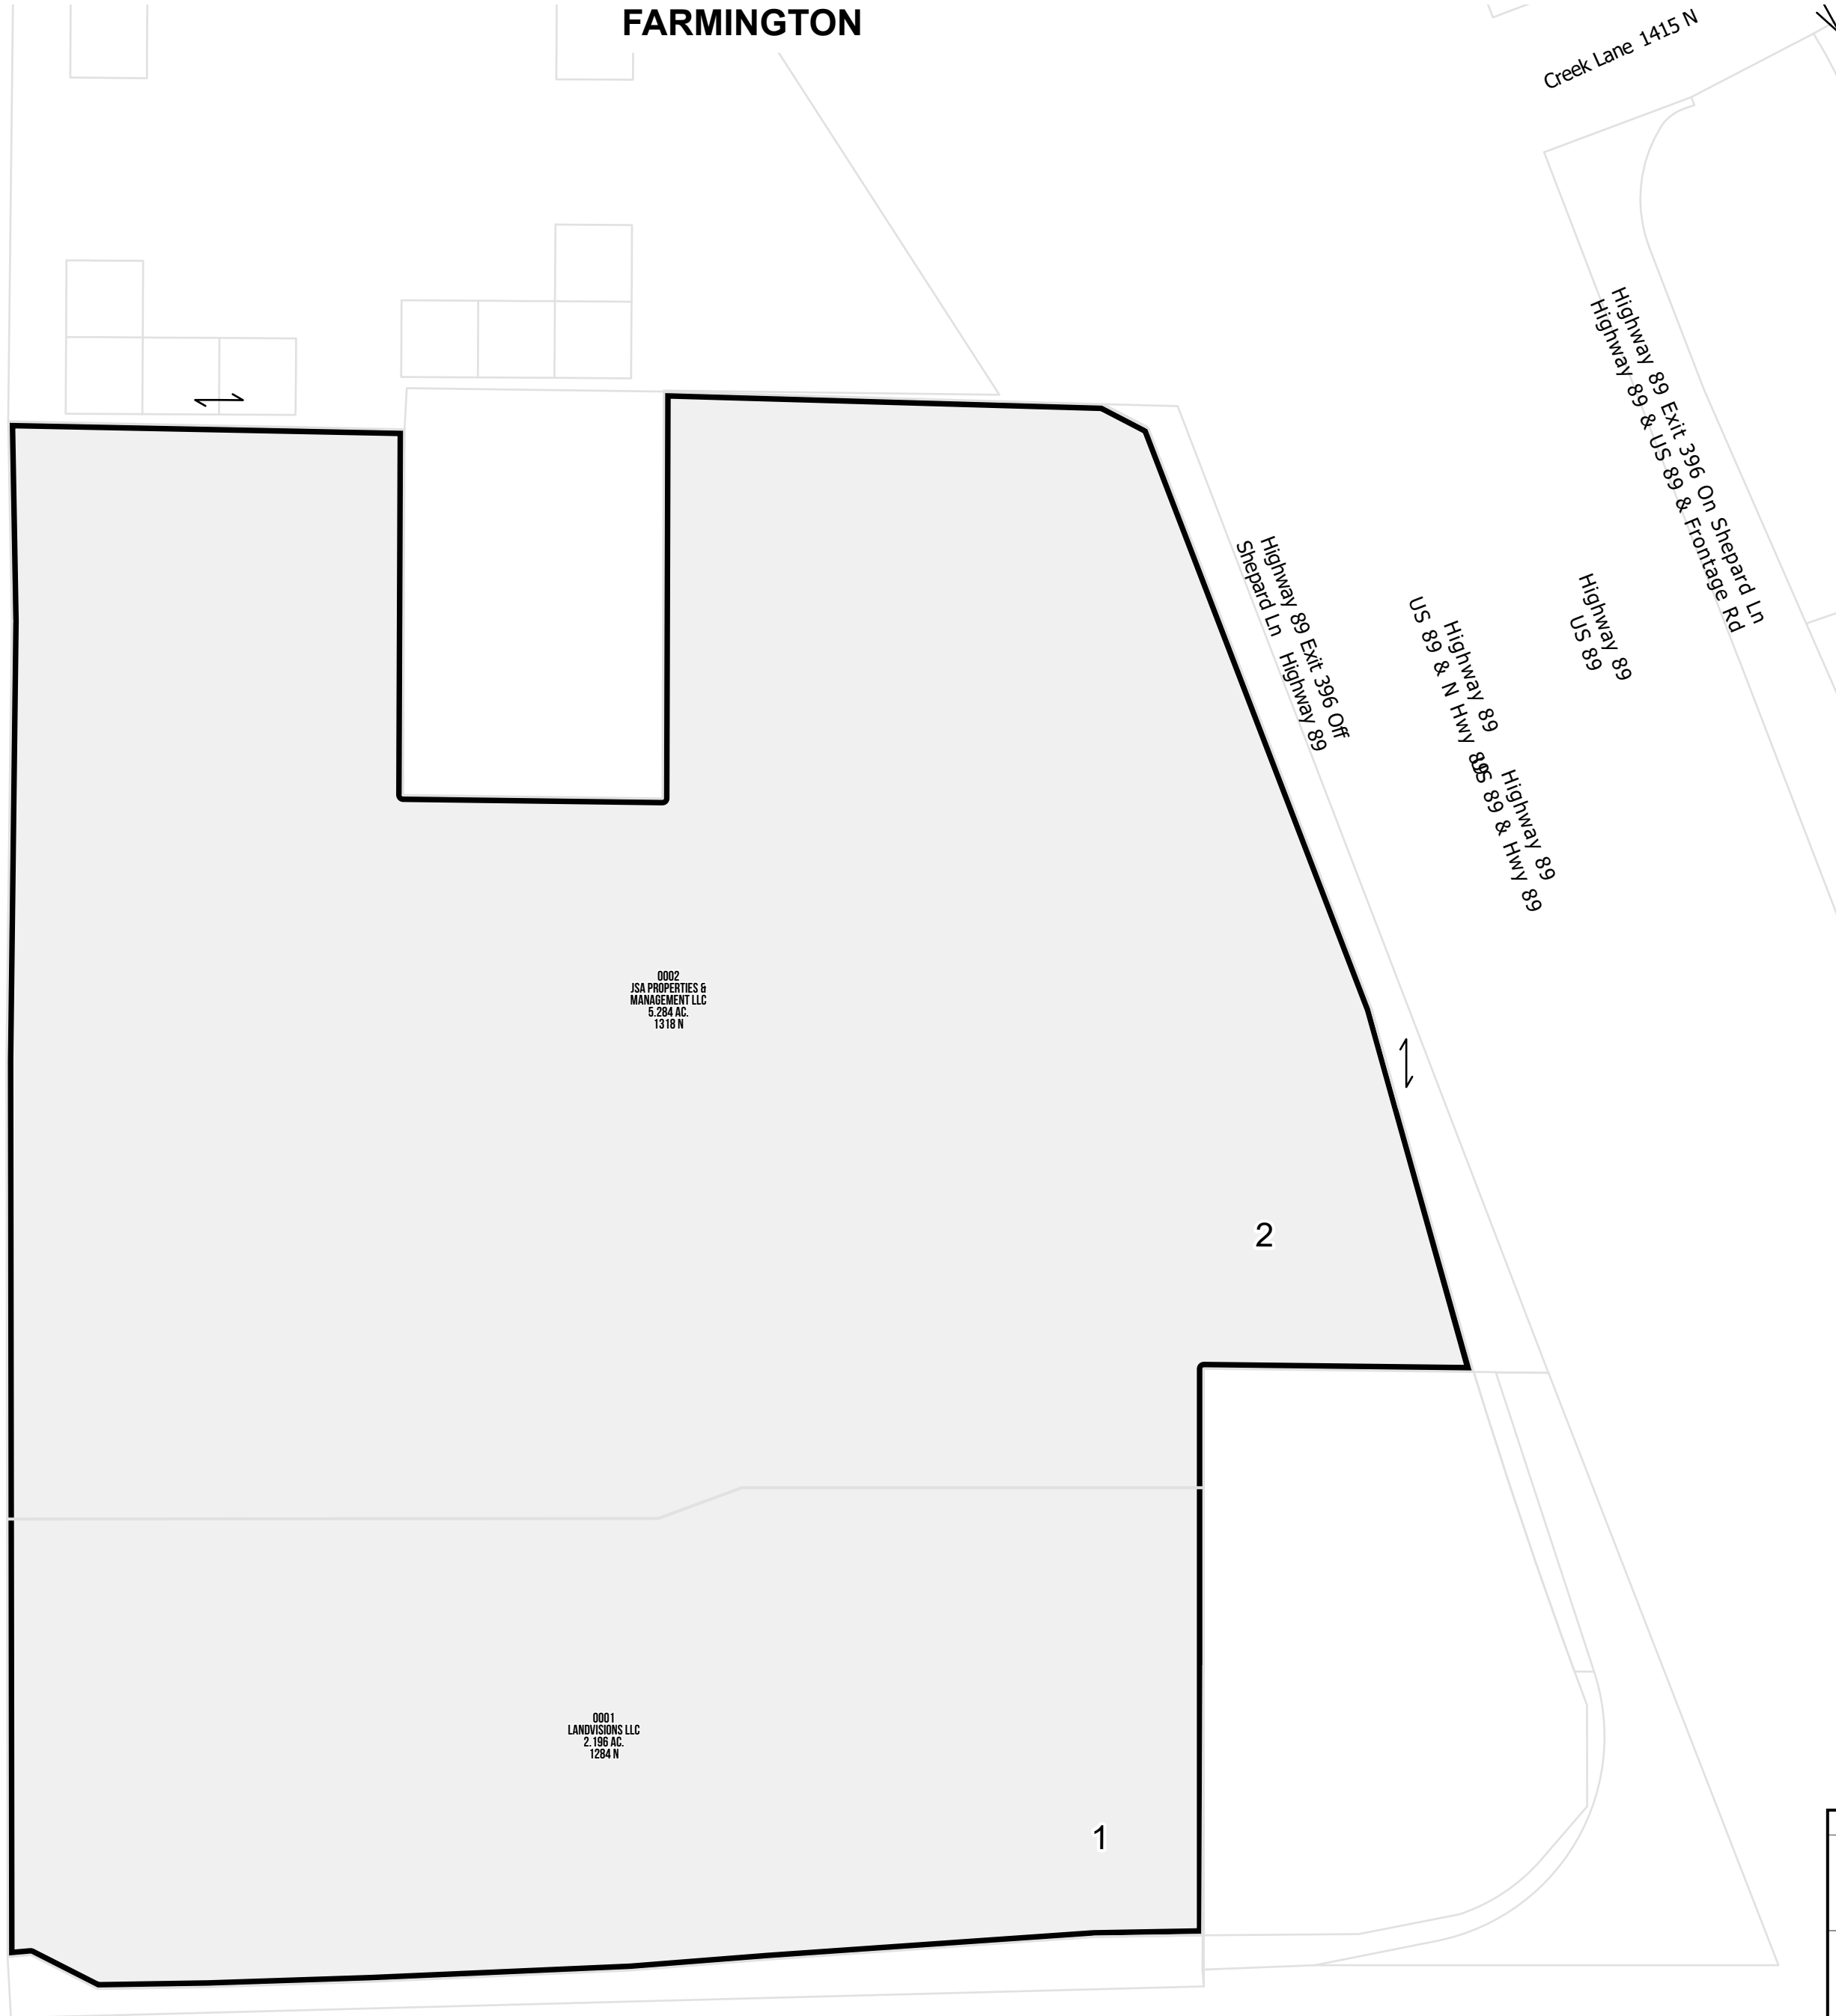 FARMINGTON
Creek Lane 1415 N
Highway 89 Exit 396 On Shepard Ln
Highway 89 & US 89 & Frontage Rd
Highway 89 Exit 396 Off
Shepard Ln Highway 89
Highway 89
US 89
Highway 89
US 89 & N Hwy 89
Highway 89
US 89 & Hwy 89
0002
JSA PROPERTIES &
MANAGEMENT LLC
5.284 AC.
1318 N
2
0001
LANDVISIONS LLC
2.196 AC.
1284 N
1